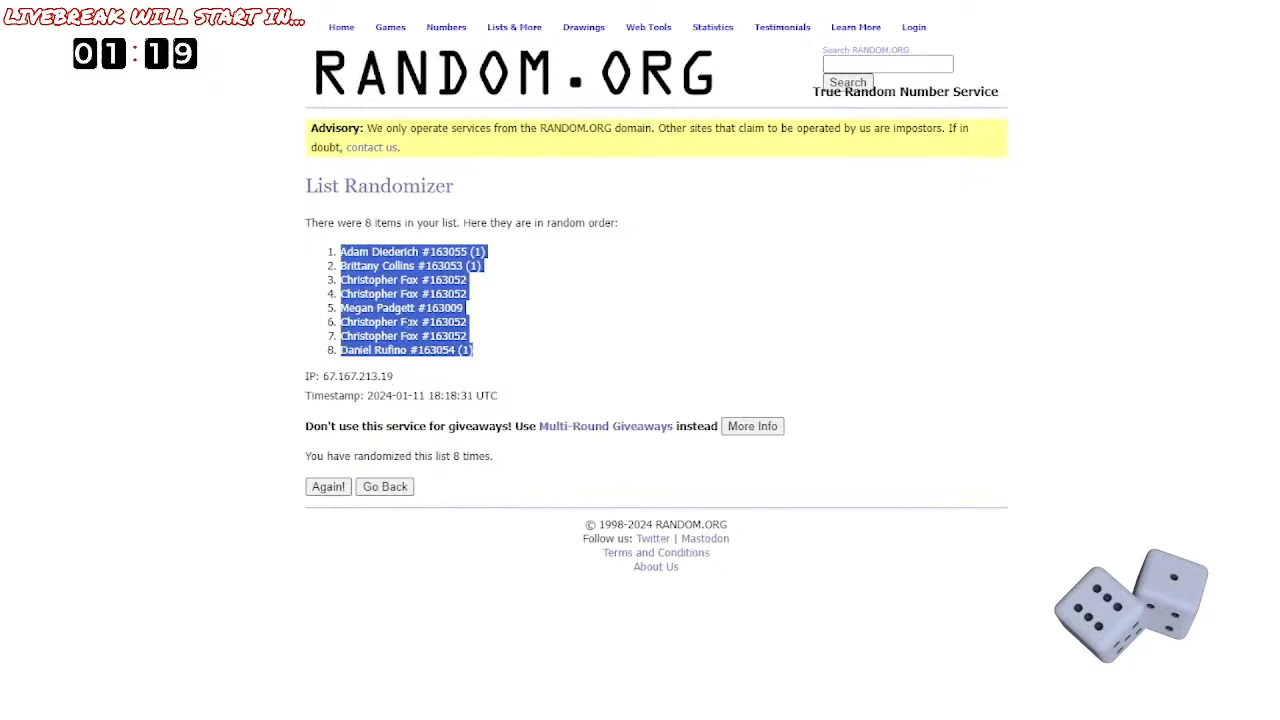 LIVEBREAK WILL START IN...
01:19
Home Games Numbers Lists & More Drawings Web Tools Statistics Testimonials Learn More Login
RANDOM.ORG
Search RANDOM.ORG
Search
True Random Number Service
Advisory: We only operate services from the RANDOM.ORG domain. Other sites that claim to be operated by us are impostors. If in
doubt, contact us.
List Randomizer
There were 8 items in your list. Here they are in random order:
1. Adam Diederich #163055 (1)
2. Brittany Collins #163053 (1)
3. Christopher Fox #163052
4. Christopher Fox #163052
5. Megan Padgett #163009
6. Christopher Fox #163052
7. Christopher Fox #163052
8. Daniel Rufino #163054 (1)
IP: 67.167.213.19
Timestamp: 2024-01-11 18:18:31 UTC
Don't use this service for giveaways! Use Multi-Round Giveaways instead More Info
You have randomized this list 8 times.
Again! Go Back
© 1998-2024 RANDOM.ORG
Follow us: Twitter | Mastodon
Terms and Conditions
About Us